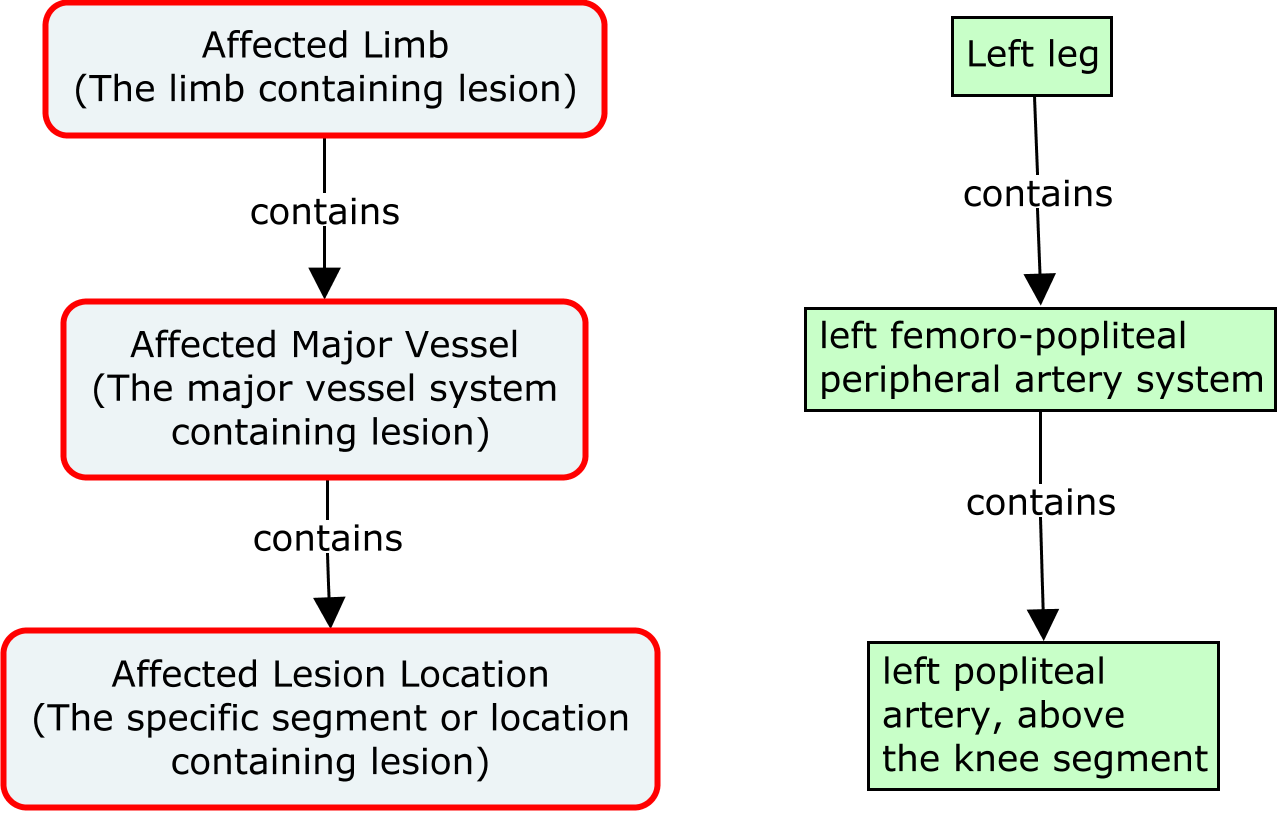 Affected Limb
(The limb containing lesion)
contains
Affected Major Vessel
(The major vessel system
containing lesion)
contains
Affected Lesion Location
(The specific segment or location
containing lesion)
Left leg
contains
left femoro-popliteal
peripheral artery system
contains
left popliteal
artery, above
the knee segment